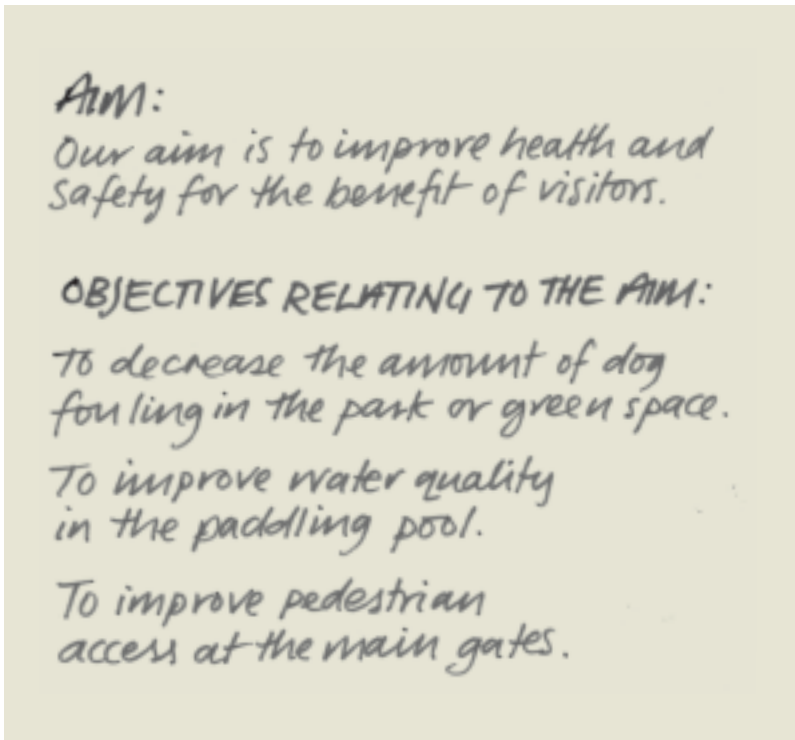 AIM:
Our aim is to improve health and
Safety for the benefit of visitors.
OBJECTIVES RELATING TO THE AIM:
To decrease the amount of dog
fouling in the park or green space.
To improve water quality
in the paddling pool.
To improve pedestrian
access at the main gates.